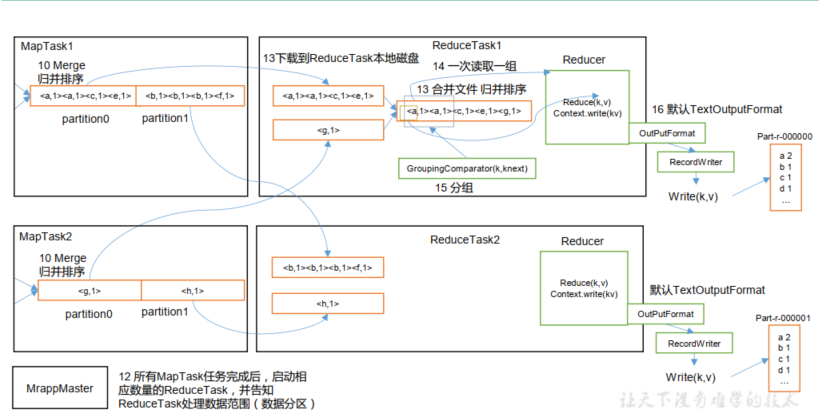 MapTask1
10 Merge
归并排序
<a,1><a,1><c,1><e,1>
<b,1><b,1><b,1><f,1>
partition0
partition1
ReduceTask1
13下载到ReduceTask本地磁盘
14 一次读取一组
13 合并文件 归并排序
<a,1><a,1><c,1><e,1>
<g,1>
<a,1><a,1><c,1><e,1><g,1>
GroupingComparator(k,knext)
15 分组
Reducer
Reduce(k,v)
Context.write(kv)
16 默认TextOutputFormat
OutPutFormat
RecordWriter
Write(k,v)
Part-r-000000
a 2
b 1
c 1
d 1
...
MapTask2
10 Merge
归并排序
<g,1>
<h,1>
partition0
partition1
ReduceTask2
<b,1><b,1><b,1><f,1>
<h,1>
Reducer
Reduce(k,v)
Context.write(kv)
默认TextOutputFormat
OutPutFormat
RecordWriter
Write(k,v)
Part-r-000001
a 2
b 1
c 1
d 1
...
MrappMaster
12 所有MapTask任务完成后，启动相
应数量的ReduceTask，并告知
ReduceTask处理数据范围（数据分区）
让天下没有难学的技术